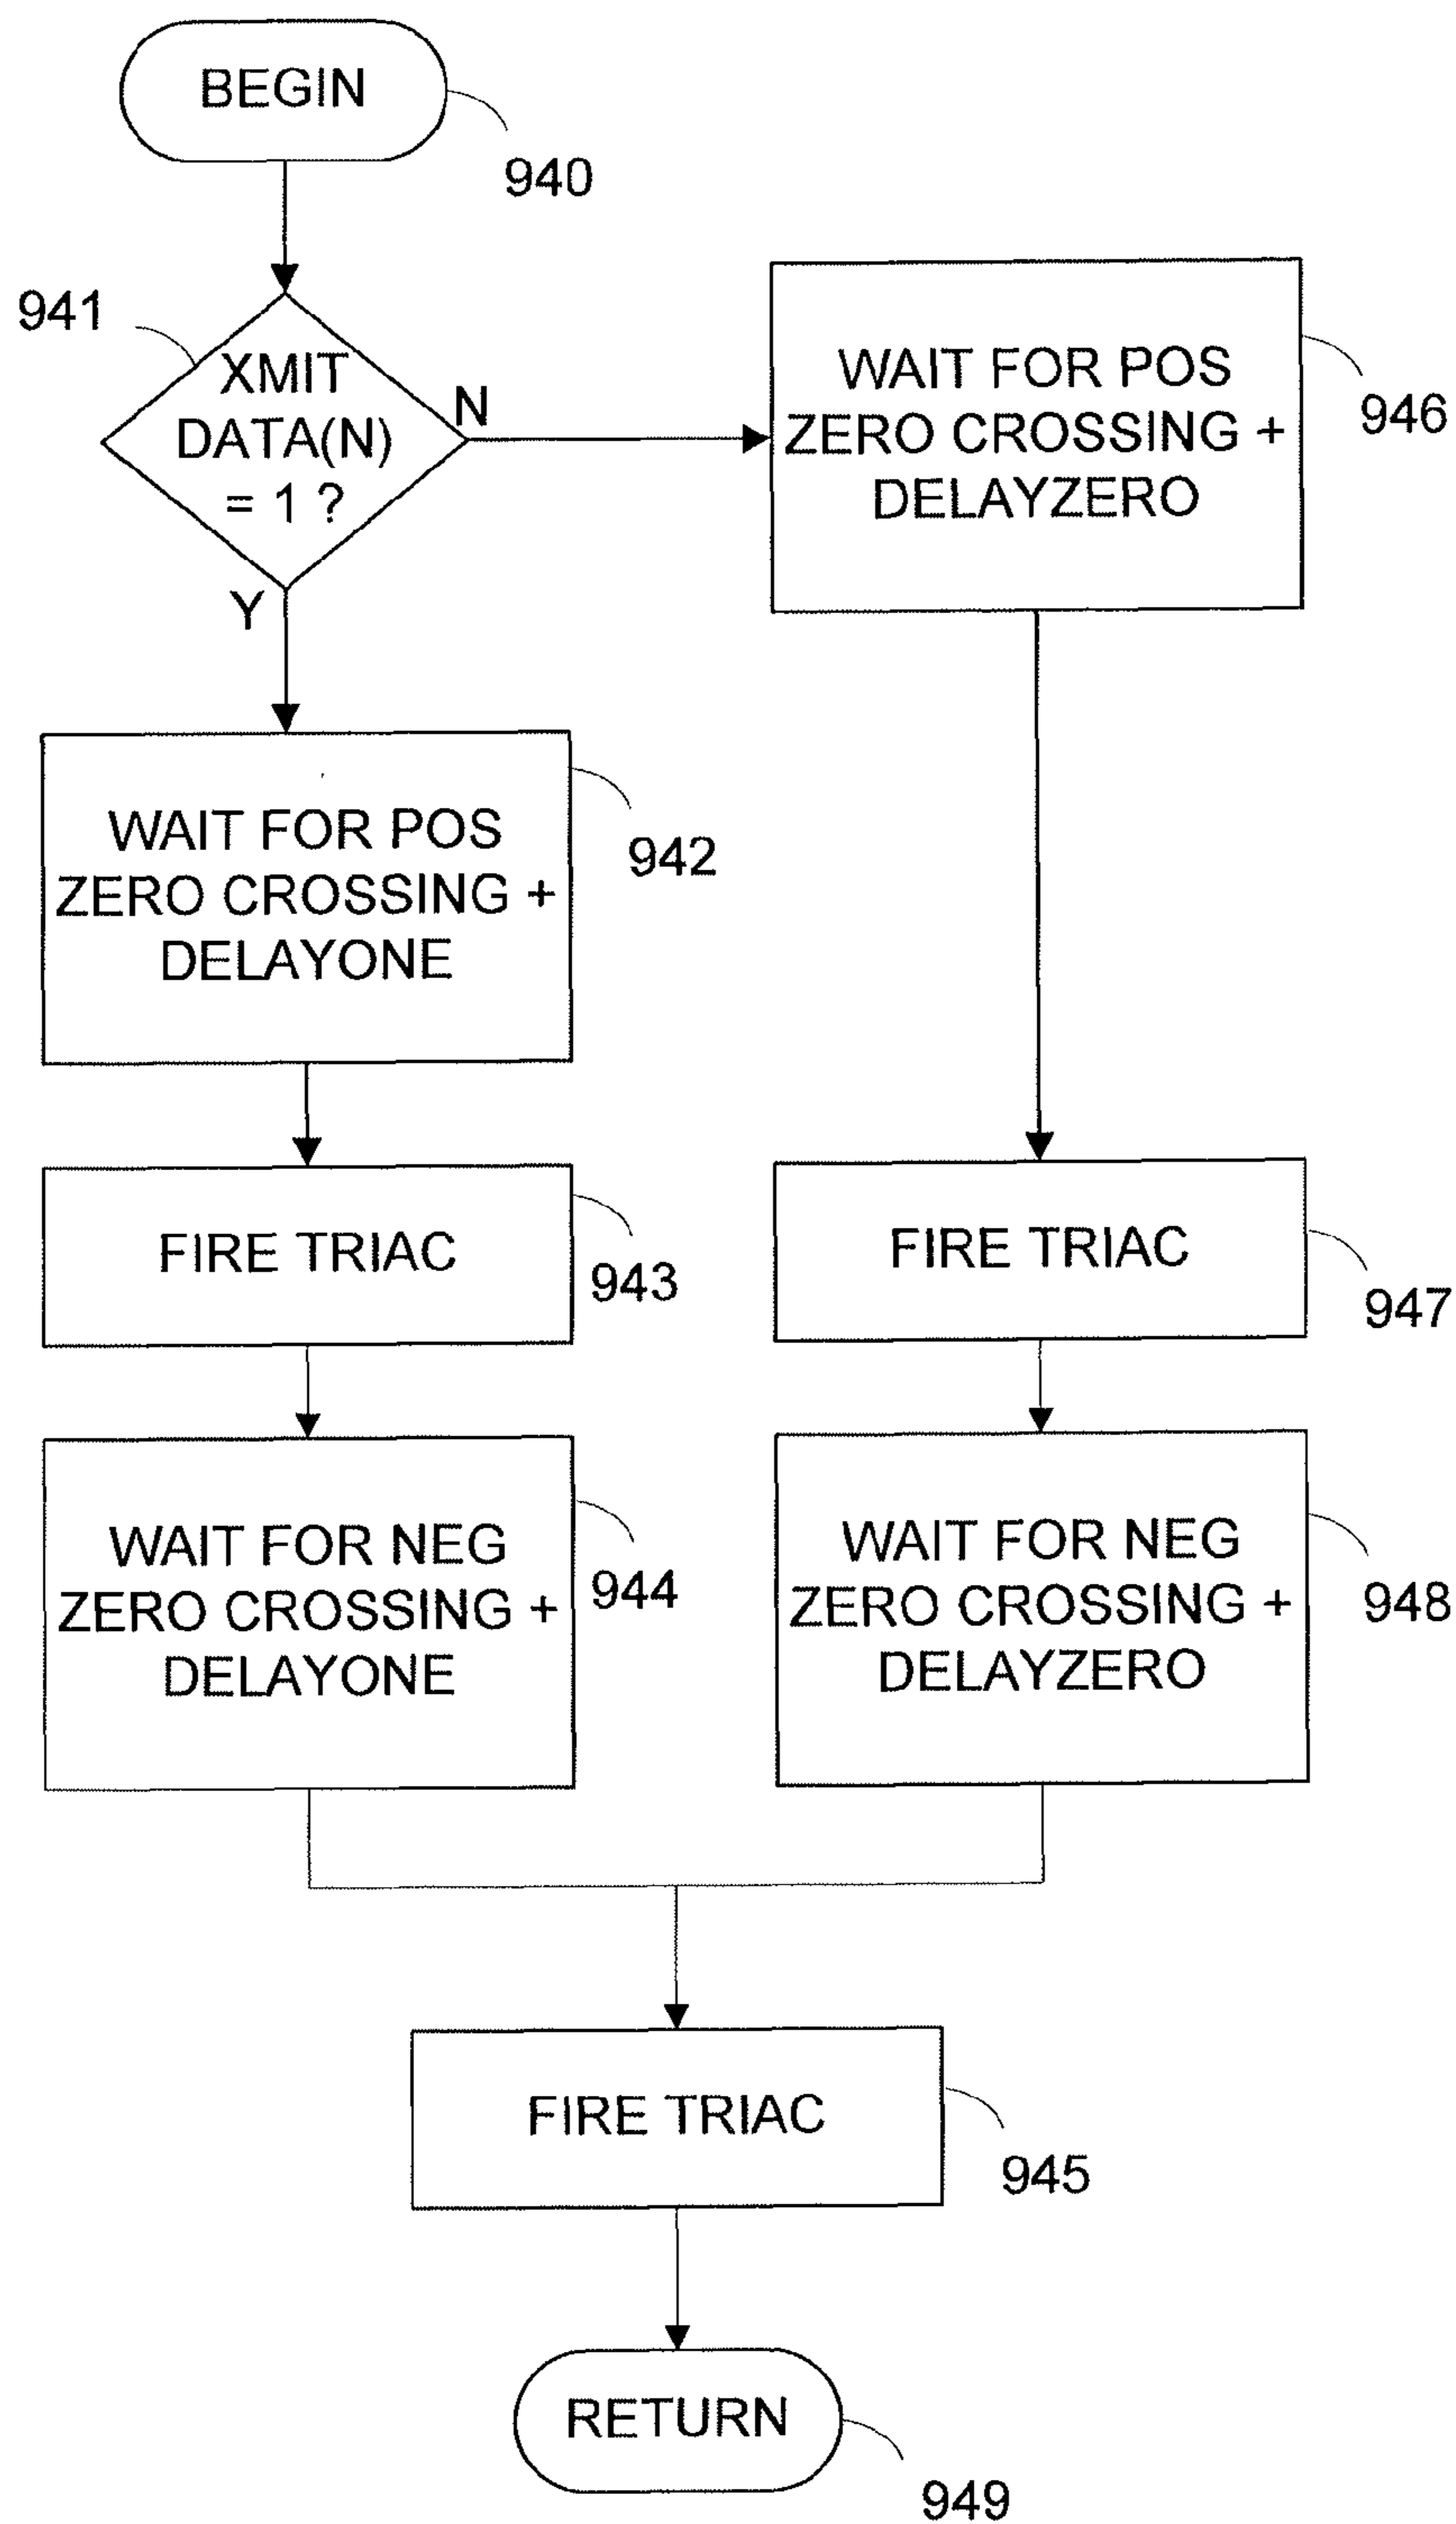 BEGIN
940
941
XMIT
DATA(N)
= 1 ?
N
Y
WAIT FOR POS
ZERO CROSSING +
DELAYZERO
946
WAIT FOR POS
ZERO CROSSING +
DELAYONE
942
FIRE TRIAC
943
FIRE TRIAC
947
WAIT FOR NEG
ZERO CROSSING +
DELAYONE
944
WAIT FOR NEG
ZERO CROSSING +
DELAYZERO
948
FIRE TRIAC
945
RETURN
949